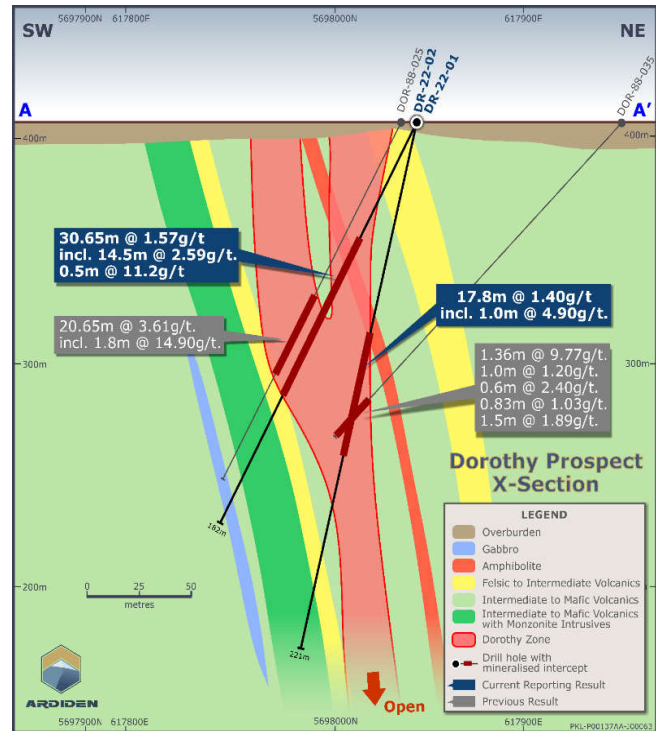 5697900N 617800E 5698000N 617900E
SW
NE
DOR-88-025
DR-22-02
DR-22-01
DOR-88-035
A
A'
400m
400m
30.65m @ 1.57g/t
incl. 14.5m @ 2.59g/t
0.5m @ 11.2g/t
17.8m @ 1.40g/t
incl. 1.0m @ 4.90g/t.
20.65m @ 3.61g/t.
incl. 1.8m @ 14.90g/t.
300m
300m
1.36m @ 9.77g/t.
1.0m @ 1.20g/t.
0.6m @ 2.40g/t.
0.83m @ 1.03g/t.
1.5m @ 1.89g/t.
Dorothy Prospect
X-Section
LEGEND
Overburden
Gabbro
Amphibolite
Felsic to Intermediate Volcanics
Intermediate to Mafic Volcanics
Intermediate to Mafic Volcanics
with Monzonite Intrusives
Dorothy Zone
Drill hole with
mineralised intercept
Current Reporting Result
Previous Result
182m
200m
0 25 50
metres
221m
ARDIDEN
Open
5697900N 617800E 5698000N 617900E
PKL-P00137AA-J00063